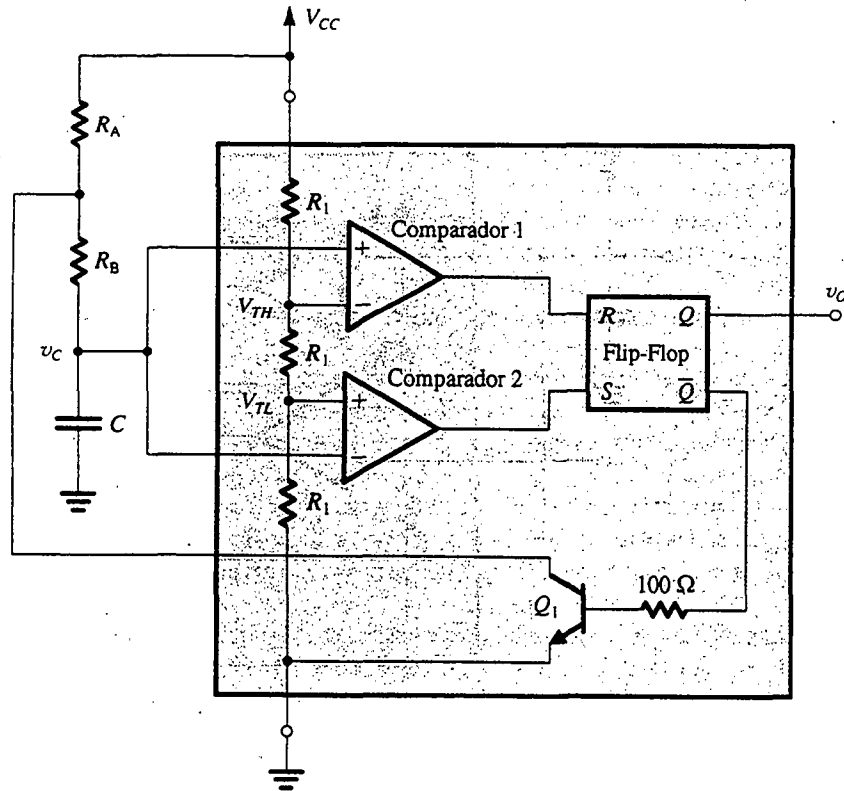 V_CC
R_A
R_1
Comparador 1
+
R_B
V_TH
−
v_O
R Q
v_C
R_1
Flip-Flop
Comparador 2
S Q̅
V_TL
+
C
−
R_1
100 Ω
Q_1